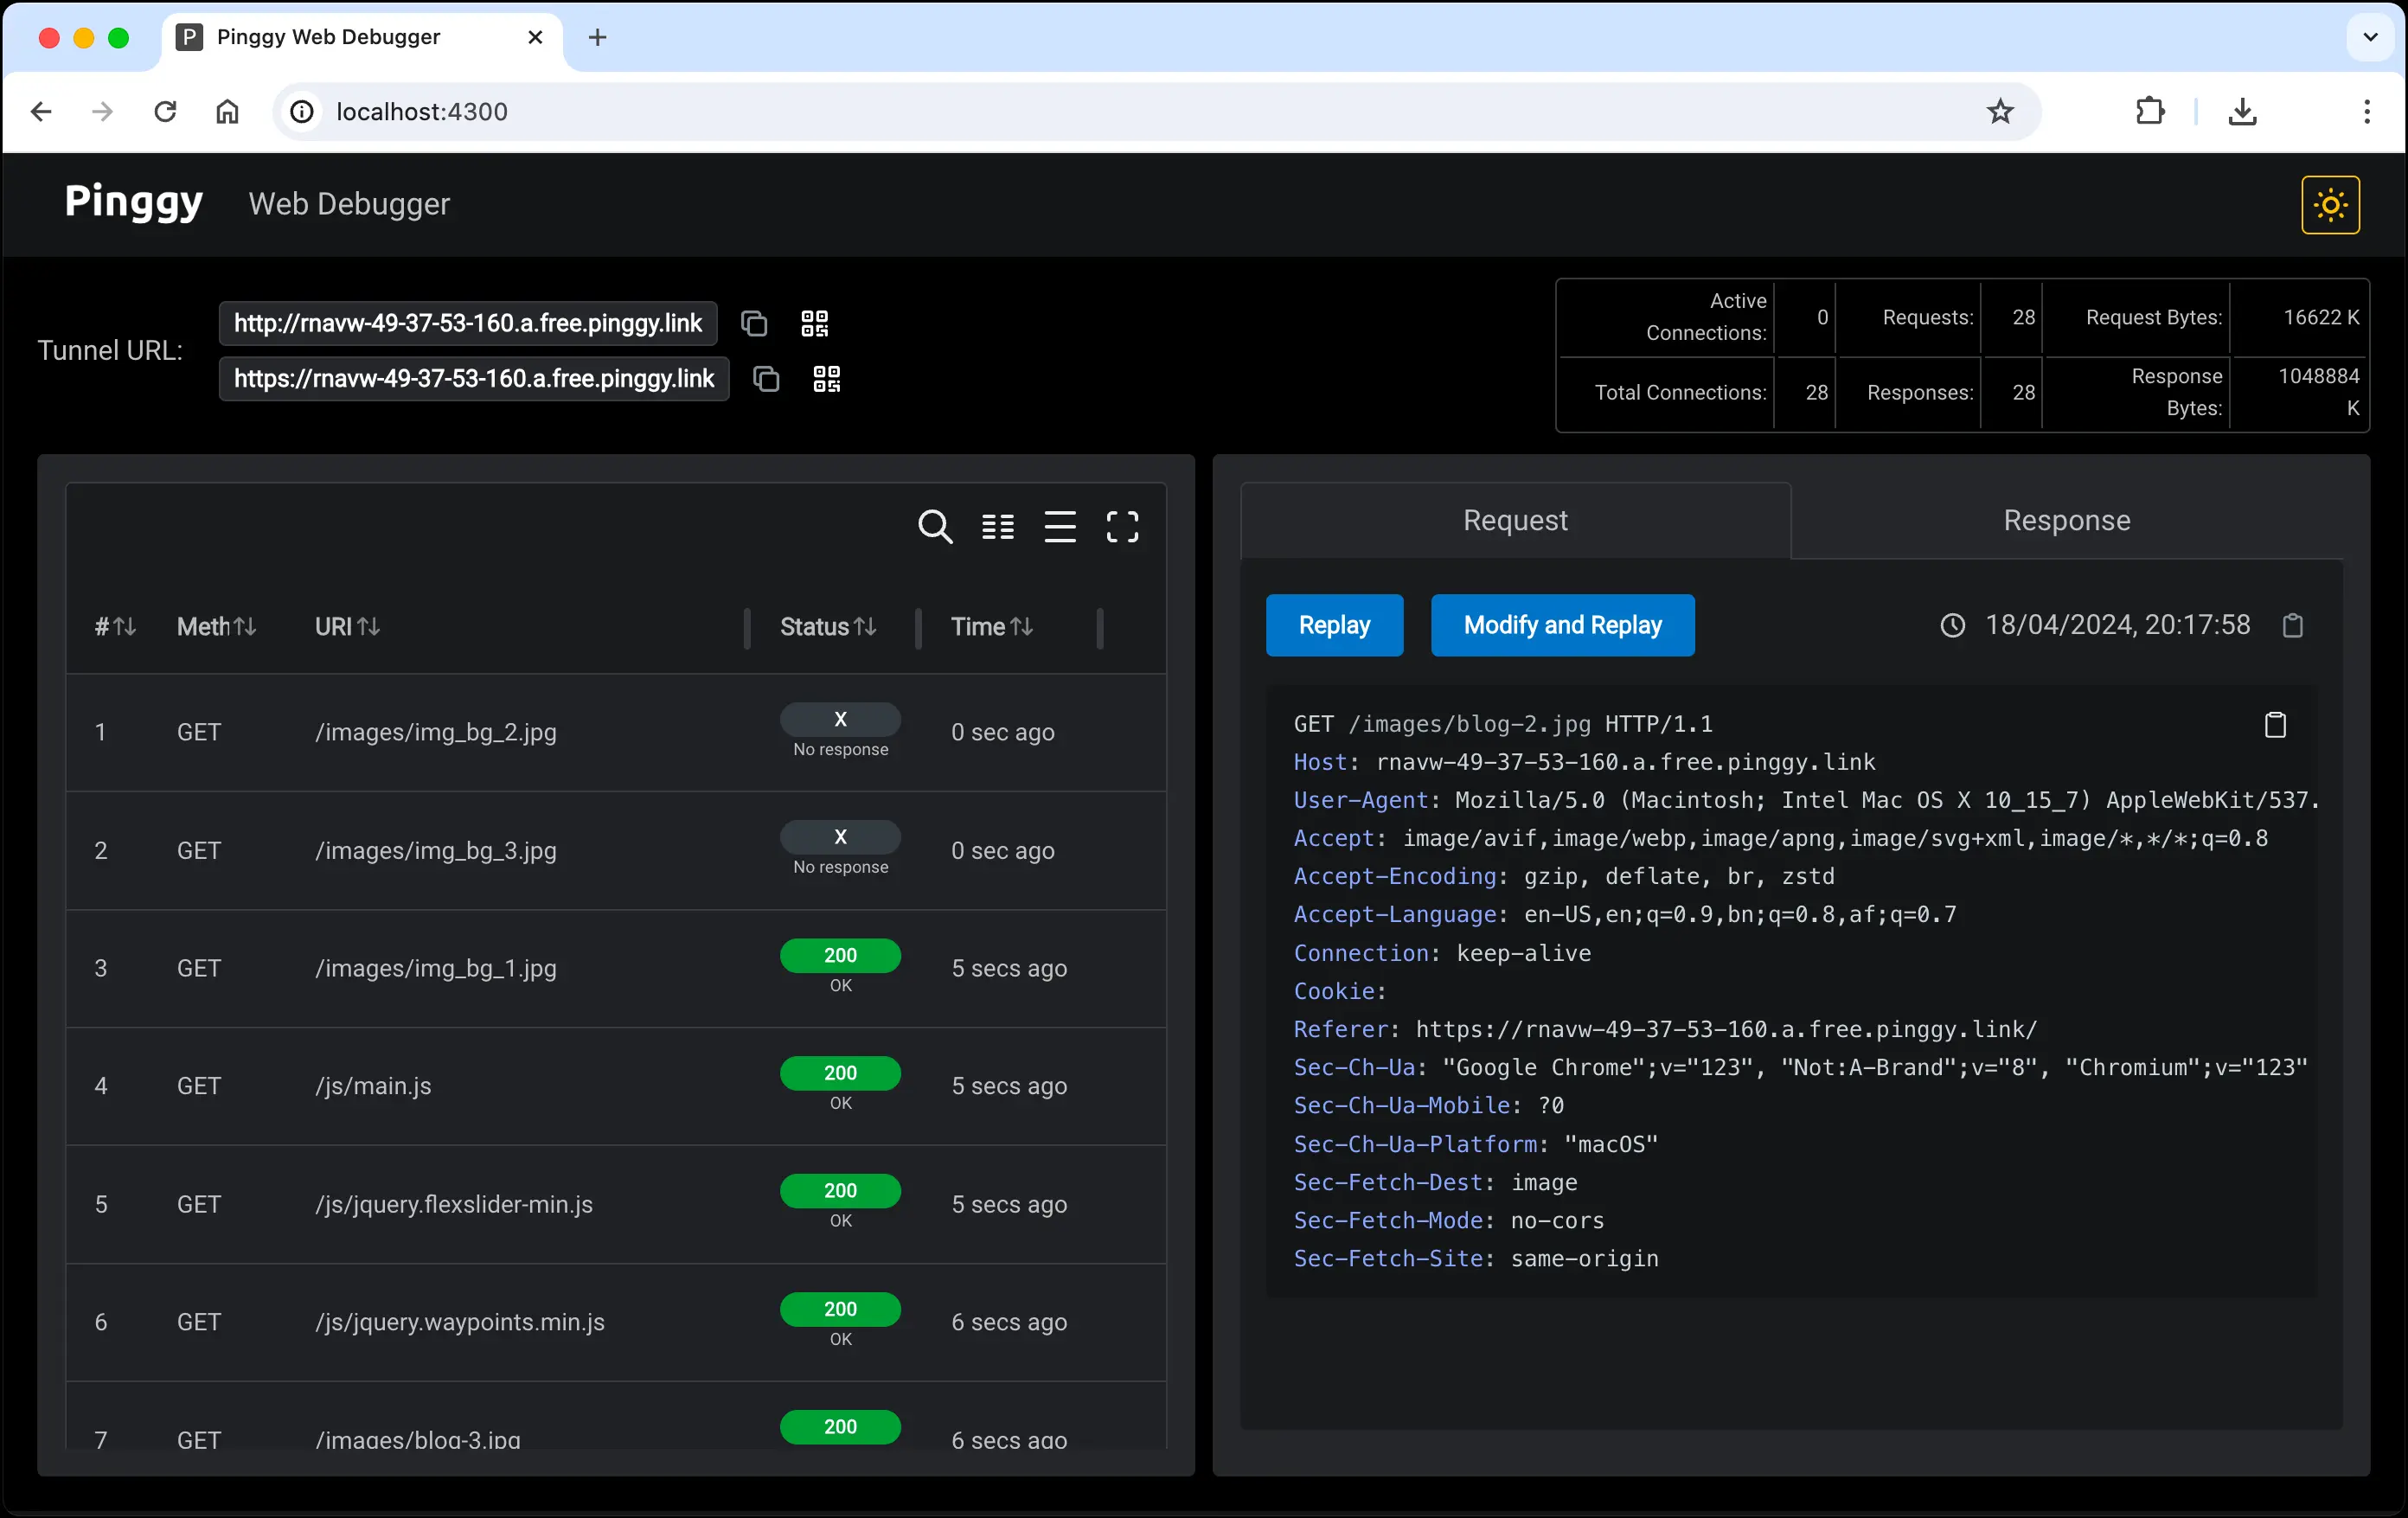 P Pinggy Web Debugger
localhost:4300
Pinggy Web Debugger
Tunnel URL:
http://rnavw-49-37-53-160.a.free.pinggy.link
https://rnavw-49-37-53-160.a.free.pinggy.link
Active Connections: 0 Requests: 28 Request Bytes: 16622 K
Total Connections: 28 Responses: 28 Response Bytes: 1048884 K
# Meth URI Status Time
1 GET /images/img_bg_2.jpg X No response 0 sec ago
2 GET /images/img_bg_3.jpg X No response 0 sec ago
3 GET /images/img_bg_1.jpg 200 OK 5 secs ago
4 GET /js/main.js 200 OK 5 secs ago
5 GET /js/jquery.flexslider-min.js 200 OK 5 secs ago
6 GET /js/jquery.waypoints.min.js 200 OK 6 secs ago
7 GET /images/blog-3.jpg 200 6 secs ago
Request Response
Replay Modify and Replay 18/04/2024, 20:17:58
GET /images/blog-2.jpg HTTP/1.1
Host: rnavw-49-37-53-160.a.free.pinggy.link
User-Agent: Mozilla/5.0 (Macintosh; Intel Mac OS X 10_15_7) AppleWebKit/537.
Accept: image/avif,image/webp,image/apng,image/svg+xml,image/*,*/*;q=0.8
Accept-Encoding: gzip, deflate, br, zstd
Accept-Language: en-US,en;q=0.9,bn;q=0.8,af;q=0.7
Connection: keep-alive
Cookie:
Referer: https://rnavw-49-37-53-160.a.free.pinggy.link/
Sec-Ch-Ua: "Google Chrome";v="123", "Not:A-Brand";v="8", "Chromium";v="123"
Sec-Ch-Ua-Mobile: ?0
Sec-Ch-Ua-Platform: "macOS"
Sec-Fetch-Dest: image
Sec-Fetch-Mode: no-cors
Sec-Fetch-Site: same-origin